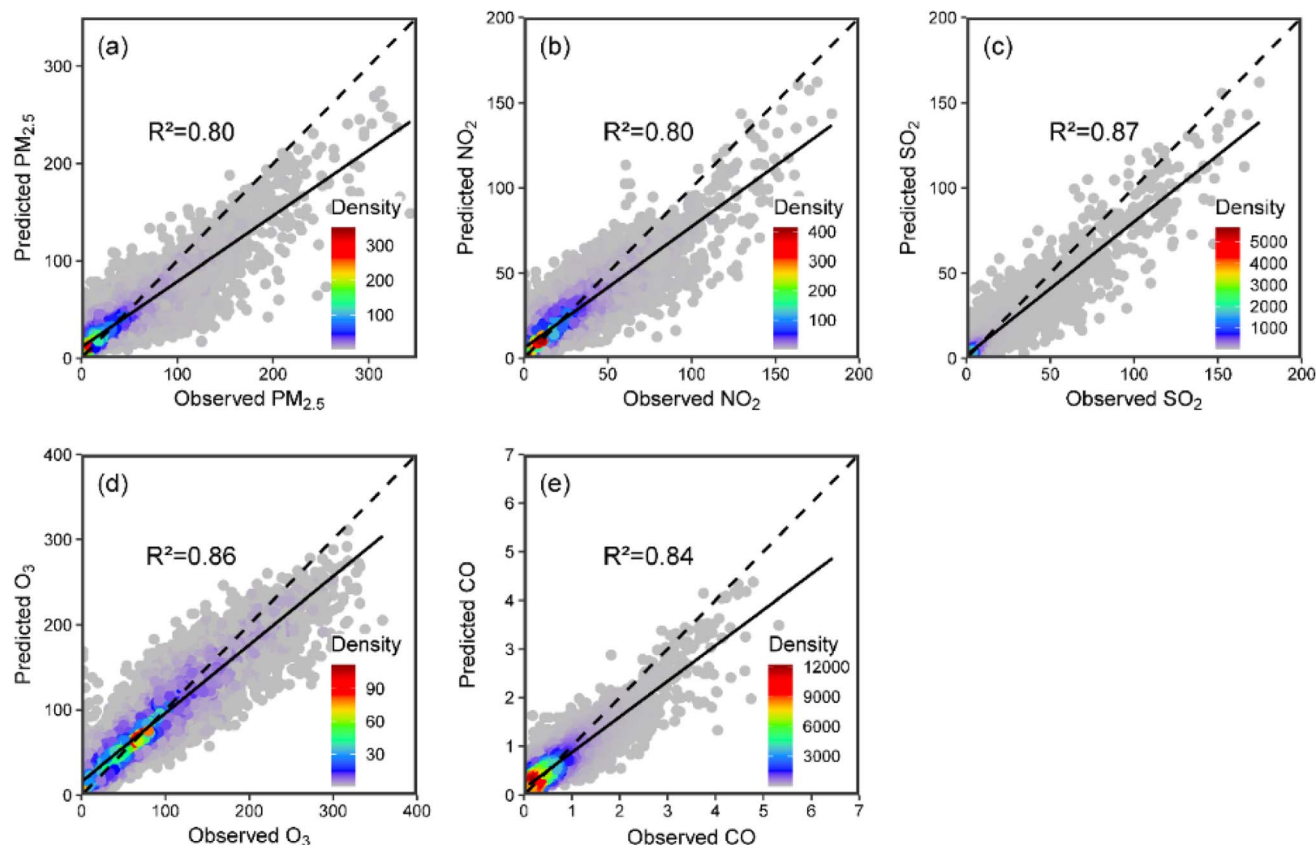 (a)
R²=0.80
Predicted PM2.5
350
300
200
100
0
Density
300
200
100
0 100 200 300
Observed PM2.5
(b)
R²=0.80
Predicted NO2
200
150
100
50
0
Density
400
300
200
100
0 50 100 150 200
Observed NO2
(c)
R²=0.87
Predicted SO2
200
150
100
50
0
Density
5000
4000
3000
2000
1000
0 50 100 150 200
Observed SO2
(d)
R²=0.86
Predicted O3
400
300
200
100
0
Density
90
60
30
0 100 200 300 400
Observed O3
(e)
R²=0.84
Predicted CO
7
6
5
4
3
2
1
0
Density
12000
9000
6000
3000
0 1 2 3 4 5 6 7
Observed CO